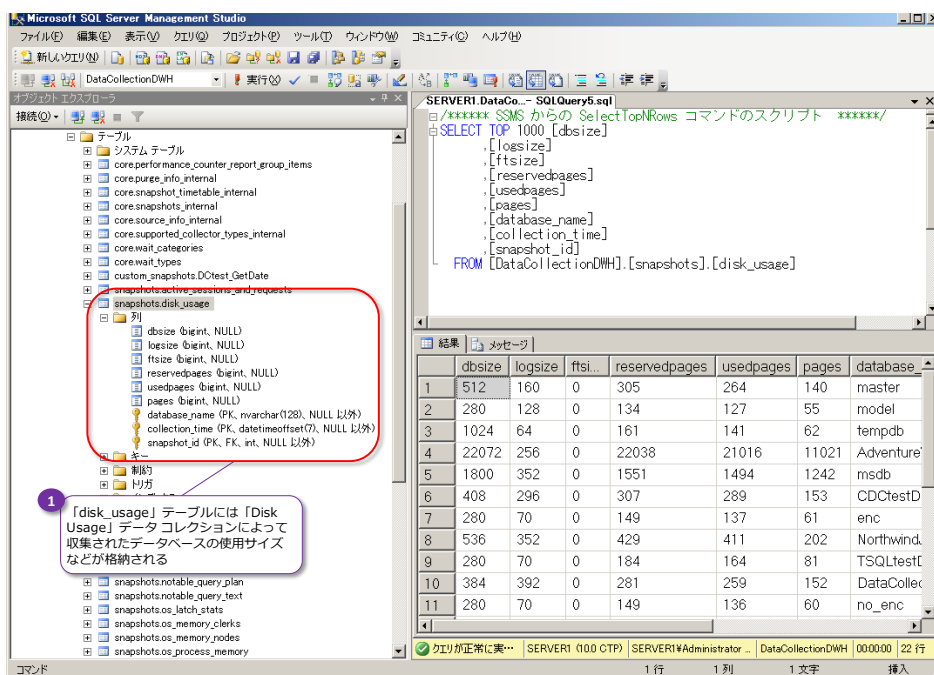 Microsoft SQL Server Management Studio
ファイル(F) 編集(E) 表示(V) クエリ(Q) プロジェクト(P) ツール(T) ウィンドウ(W) コミュニティ(C) ヘルプ(H)
新しいクエリ(N)
DataCollectionDWH 実行(X)
オブジェクト エクスプローラ
接続(O)
テーブル
システム テーブル
core.performance_counter_report_group_items
core.purge_info_internal
core.snapshot_timetable_internal
core.snapshots_internal
core.source_info_internal
core.supported_collector_types_internal
core.wait_categories
core.wait_types
custom_snapshots.DCtest_GetDate
snapshots.active_sessions_and_requests
snapshots.disk_usage
列
dbsize (bigint、NULL)
logsize (bigint、NULL)
ftsize (bigint、NULL)
reservedpages (bigint、NULL)
usedpages (bigint、NULL)
pages (bigint、NULL)
database_name (PK、nvarchar(128)、NULL 以外)
collection_time (PK、datetimeoffset(7)、NULL 以外)
snapshot_id (PK、FK、int、NULL 以外)
キー
制約
トリガ
1
「disk_usage」テーブルには「Disk
Usage」データ コレクションによって
収集されたデータベースの使用サイズ
などが格納される
snapshots.notable_query_plan
snapshots.notable_query_text
snapshots.os_latch_stats
snapshots.os_memory_clerks
snapshots.os_memory_nodes
snapshots.os_process_memory
SERVER1.DataCo...- SQLQuery5.sql
/****** SSMS からの SelectTopNRows コマンドのスクリプト ******/
SELECT TOP 1000 [dbsize]
,[logsize]
,[ftsize]
,[reservedpages]
,[usedpages]
,[pages]
,[database_name]
,[collection_time]
,[snapshot_id]
FROM [DataCollectionDWH].[snapshots].[disk_usage]
結果 メッセージ
dbsize logsize ftsi... reservedpages usedpages pages database_
1 512 160 0 305 264 140 master
2 280 128 0 134 127 55 model
3 1024 64 0 161 141 62 tempdb
4 22072 256 0 22038 21016 11021 Adventure
5 1800 352 0 1551 1494 1242 msdb
6 408 296 0 307 289 153 CDCtestD
7 280 70 0 149 137 61 enc
8 536 352 0 429 411 202 Northwind
9 280 70 0 184 164 81 TSQLtest
10 384 392 0 281 259 152 DataCollec
11 280 70 0 149 136 60 no_enc
クエリが正常に実… SERVER1 (10.0 CTP) SERVER1¥Administrator ... DataCollectionDWH 00:00:00 22 行
コマンド 1 行 1 列 1 文字 挿入